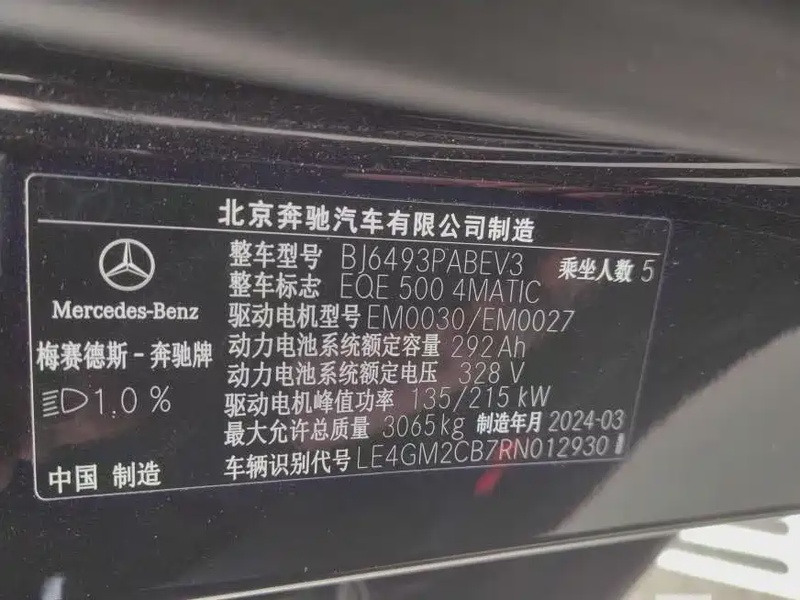 北京奔驰汽车有限公司制造
整车型号 BJ6493PABEV3 乘坐人数 5
整车标志 EQE 500 4MATIC
Mercedes-Benz
驱动电机型号 EM0030/EM0027
梅赛德斯-奔驰牌
动力电池系统额定容量 292Ah
动力电池系统额定电压 328 V
1.0 %
驱动电机峰值功率 135/215 kW
最大允许总质量 3065kg 制造年月 2024-03
中国 制造
车辆识别代号 LE4GM2CB7RN012930